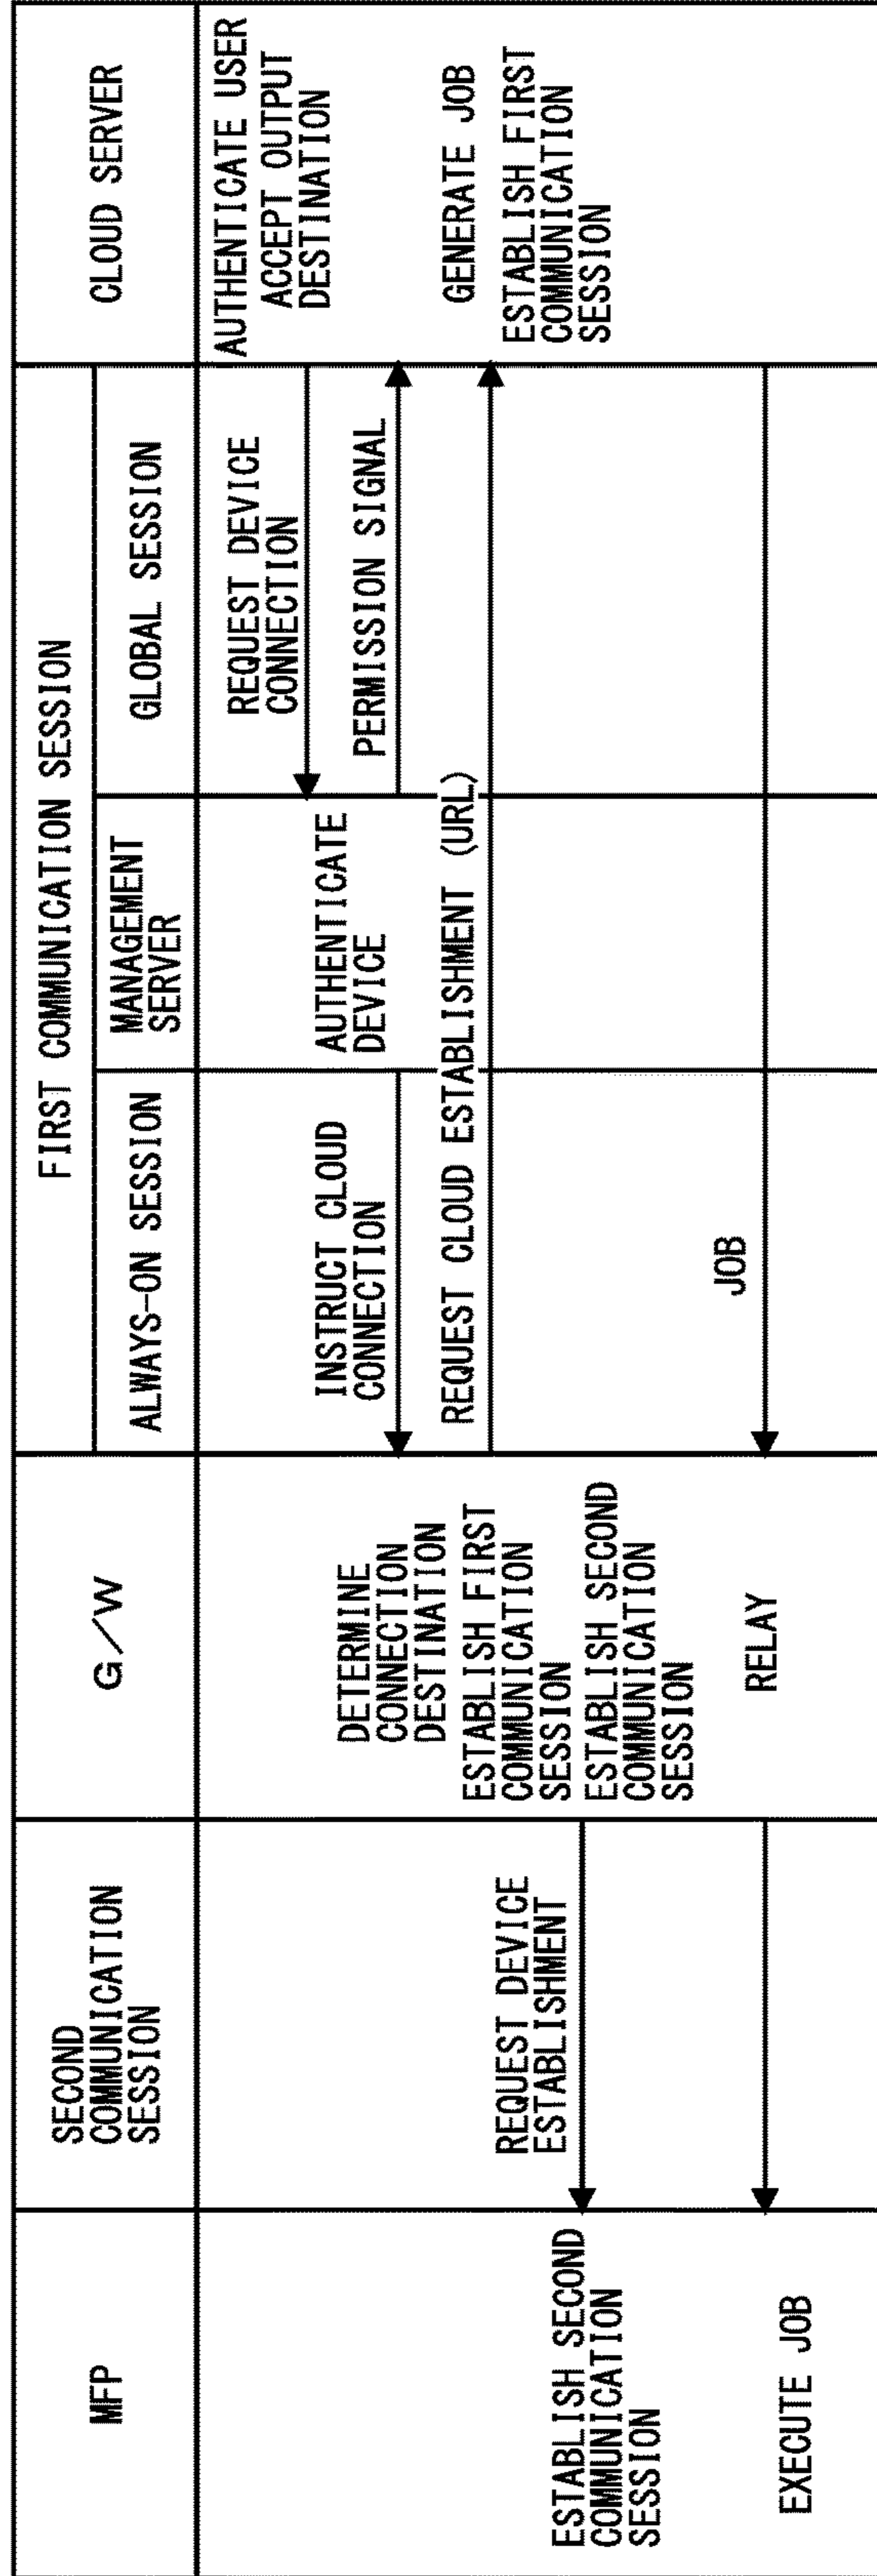 MFP
SECOND
COMMUNICATION
SESSION
G/W
FIRST COMMUNICATION SESSION
ALWAYS-ON SESSION
MANAGEMENT
SERVER
GLOBAL SESSION
CLOUD SERVER
AUTHENTICATE USER
ACCEPT OUTPUT
DESTINATION
REQUEST DEVICE
CONNECTION
AUTHENTICATE
DEVICE
INSTRUCT CLOUD
CONNECTION
PERMISSION SIGNAL
DETERMINE
CONNECTION
DESTINATION
REQUEST CLOUD ESTABLISHMENT (URL)
GENERATE JOB
ESTABLISH FIRST
COMMUNICATION
SESSION
ESTABLISH FIRST
COMMUNICATION
SESSION
REQUEST DEVICE
ESTABLISHMENT
ESTABLISH SECOND
COMMUNICATION
SESSION
ESTABLISH SECOND
COMMUNICATION
SESSION
JOB
RELAY
EXECUTE JOB